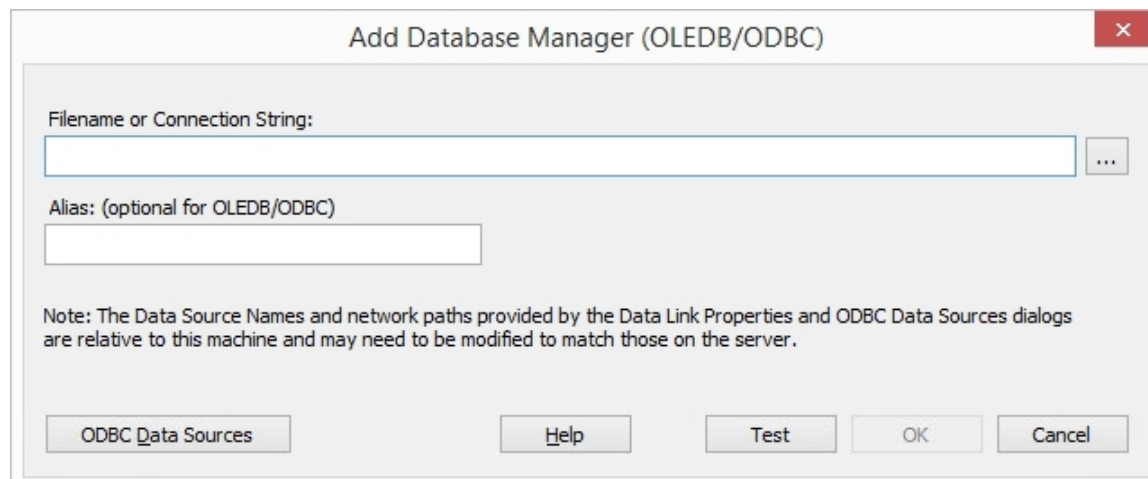 Add Database Manager (OLEDB/ODBC)
Filename or Connection String:
...
Alias: (optional for OLEDB/ODBC)
Note: The Data Source Names and network paths provided by the Data Link Properties and ODBC Data Sources dialogs
are relative to this machine and may need to be modified to match those on the server.
ODBC Data Sources Help Test OK Cancel